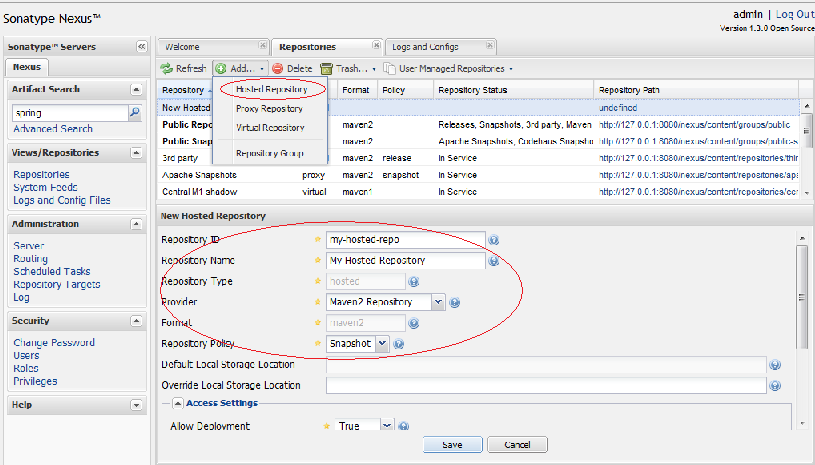 Sonatype Nexus™
admin | Log Out
Version 1.3.0 Open Source
Sonatype Servers
Nexus
Artifact Search
spring
Advanced Search
Views/Repositories
Repositories
System Feeds
Logs and Config Files
Administration
Server
Routing
Scheduled Tasks
Repository Targets
Log
Security
Change Password
Users
Roles
Privileges
Help
Welcome
Repositories
Logs and Configs
Refresh Add... Delete Trash... User Managed Repositories
Hosted Repository
Proxy Repository
Virtual Repository
Repository Group
Repository Format Policy Repository Status Repository Path
New Hosted undefined
Public Repo maven2 Releases, Snapshots, 3rd party, Maven http://127.0.0.1:8080/nexus/content/groups/public
Public Snap maven2 Apache Snapshots, Codehaus Snapsho http://127.0.0.1:8080/nexus/content/groups/public-s
3rd party maven2 release In Service http://127.0.0.1:8080/nexus/content/repositories/thir
Apache Snapshots proxy maven2 snapshot In Service http://127.0.0.1:8080/nexus/content/repositories/apa
Central M1 shadow virtual maven1 In Service http://127.0.0.1:8080/nexus/content/repositories/cen
New Hosted Repository
Repository ID my-hosted-repo
Repository Name My Hosted Repository
Repository Type hosted
Provider Maven2 Repository
Format maven2
Repository Policy Snapshot
Default Local Storage Location
Override Local Storage Location
Access Settings
Allow Deployment True
Save Cancel